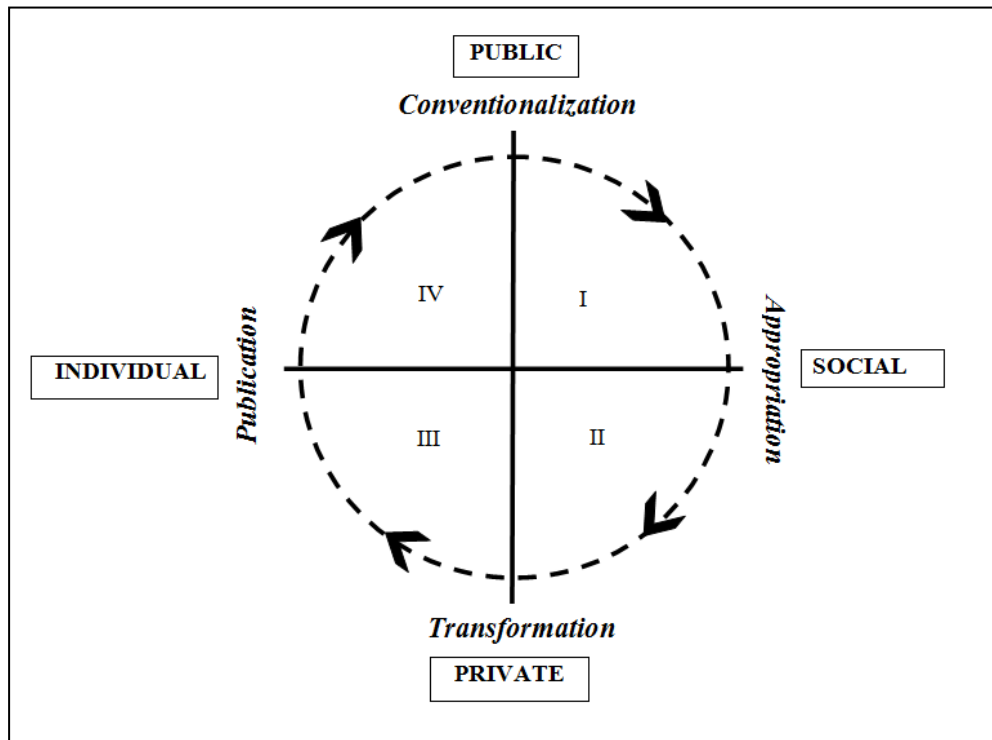 PUBLIC
Conventionalization
IV
I
Publication
Appropriation
INDIVIDUAL
SOCIAL
III
II
Transformation
PRIVATE